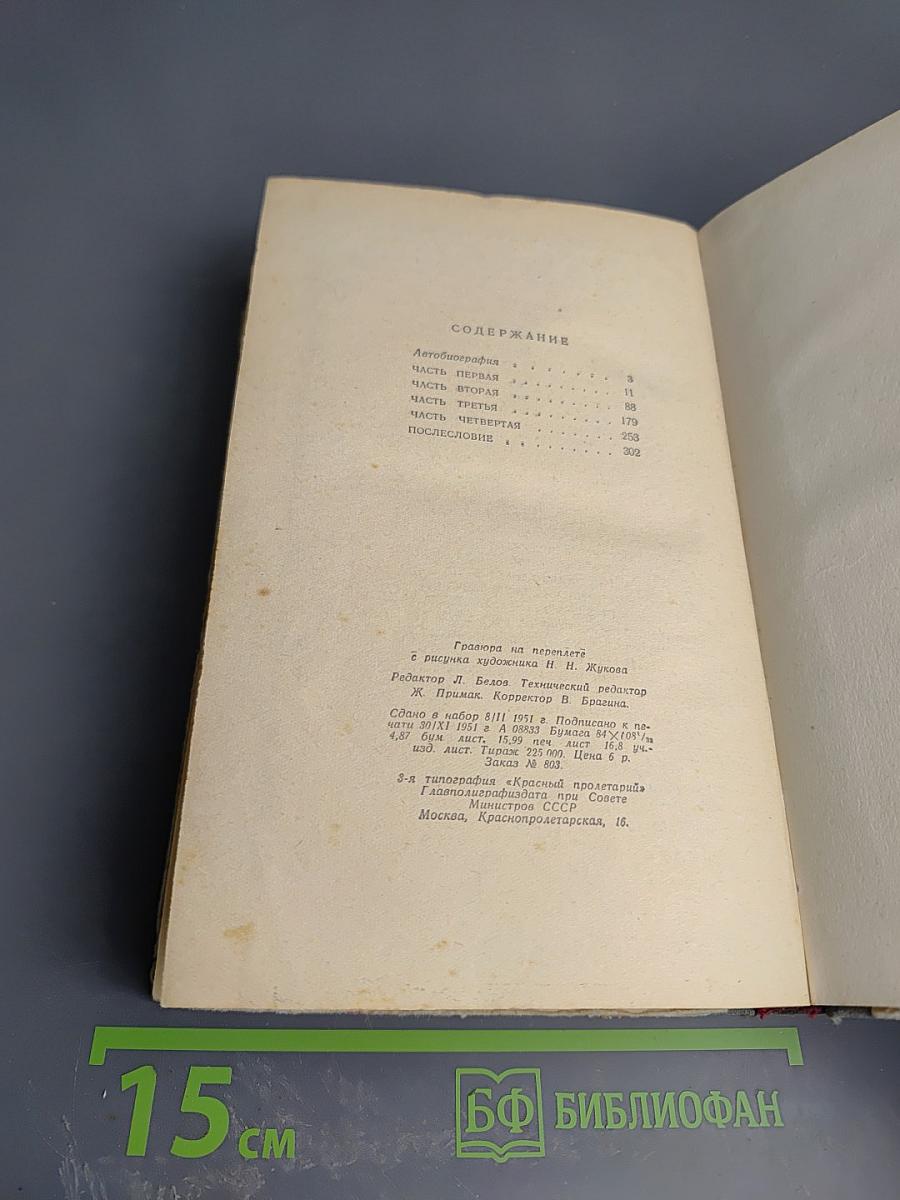 СОДЕРЖАНИЕ
Автобиография . . . . . . . 3
ЧАСТЬ ПЕРВАЯ . . . . . . . 11
ЧАСТЬ ВТОРАЯ . . . . . . . 88
ЧАСТЬ ТРЕТЬЯ . . . . . . . 179
ЧАСТЬ ЧЕТВЕРТАЯ . . . . . . 253
ПОСЛЕСЛОВИЕ . . . . . . . 302
Гравюра на переплете
с рисунка художника Н. Н. Жукова
Редактор Л. Белов. Технический редактор
Ж. Примак. Корректор В. Брагина.
Сдано в набор 8/II 1951 г. Подписано к пе-
чати 30/XI 1951 г. А 08833 Бумага 84×108¹/₃₂
4,87 бум лист. 15,99 печ лист 16,8 уч.-
изд. лист. Тираж 225 000. Цена 6 р.
Заказ № 803.
3-я типография «Красный пролетарий»
Главполиграфиздата при Совете
Министров СССР
Москва, Краснопролетарская, 16.
15 см
БФ БИБЛИОФАН